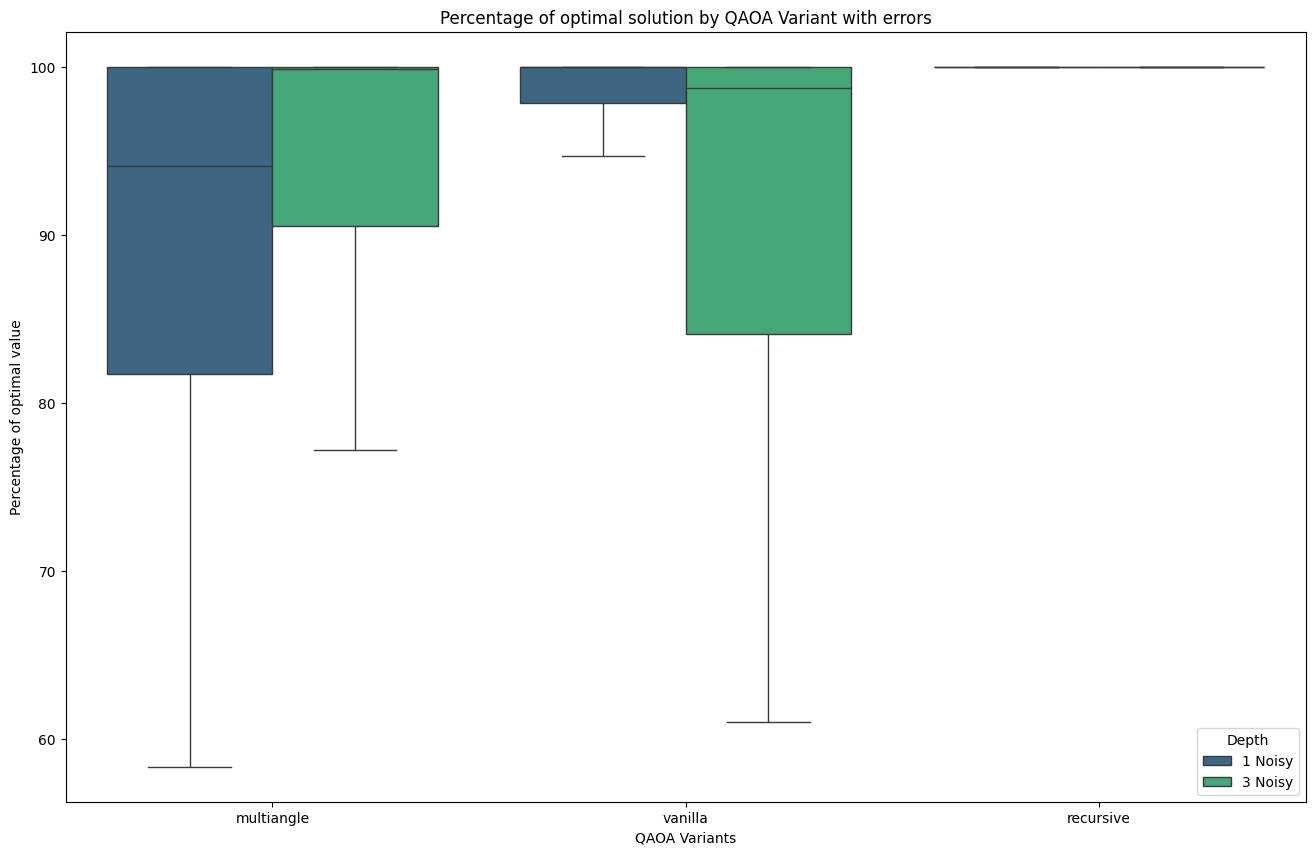 Percentage of optimal solution by QAOA Variant with errors
Percentage of optimal value
100
90
80
70
60
multiangle
vanilla
recursive
QAOA Variants
Depth
1 Noisy
3 Noisy